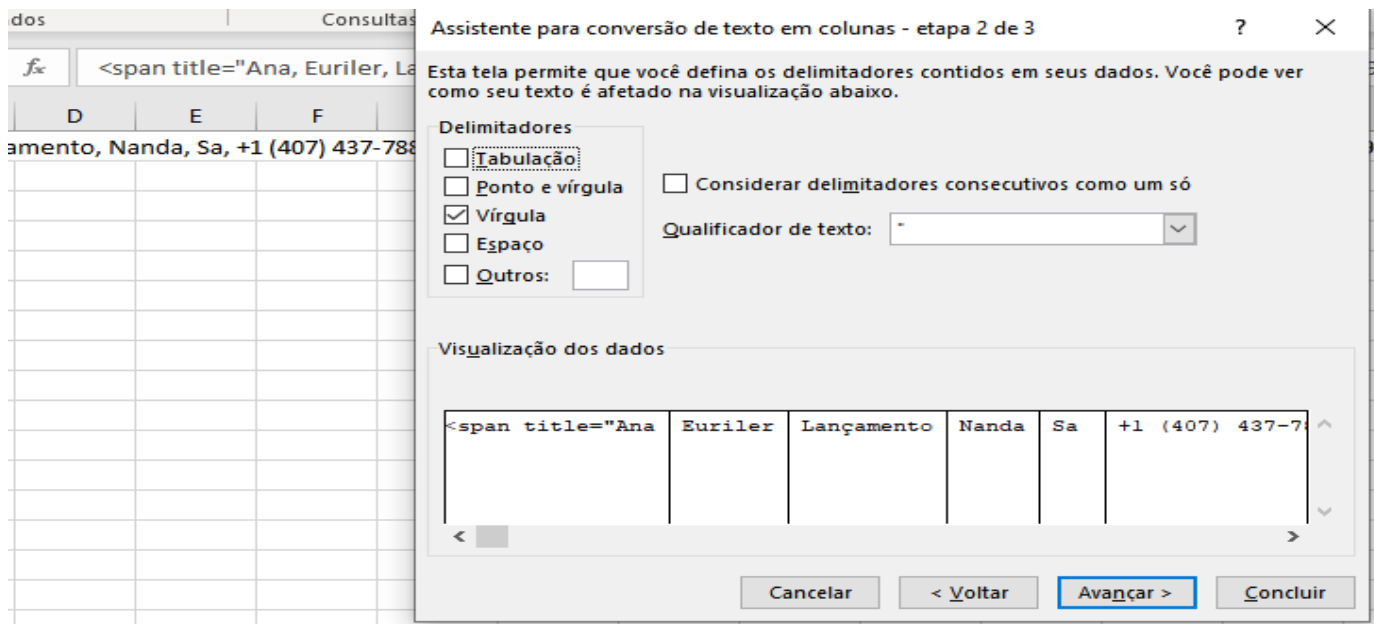 dos
Consultas
fx
<span title="Ana, Euriler, La
D E F
amento, Nanda, Sa, +1 (407) 437-788
Assistente para conversão de texto em colunas - etapa 2 de 3
?
Esta tela permite que você defina os delimitadores contidos em seus dados. Você pode ver
como seu texto é afetado na visualização abaixo.
Delimitadores
Tabulação
Ponto e vírgula
Vírgula
Espaço
Outros:
Considerar delimitadores consecutivos como um só
Qualificador de texto: "
Visualização dos dados
<span title="Ana Euriler Lançamento Nanda Sa +1 (407) 437-78
Cancelar < Voltar Avançar > Concluir